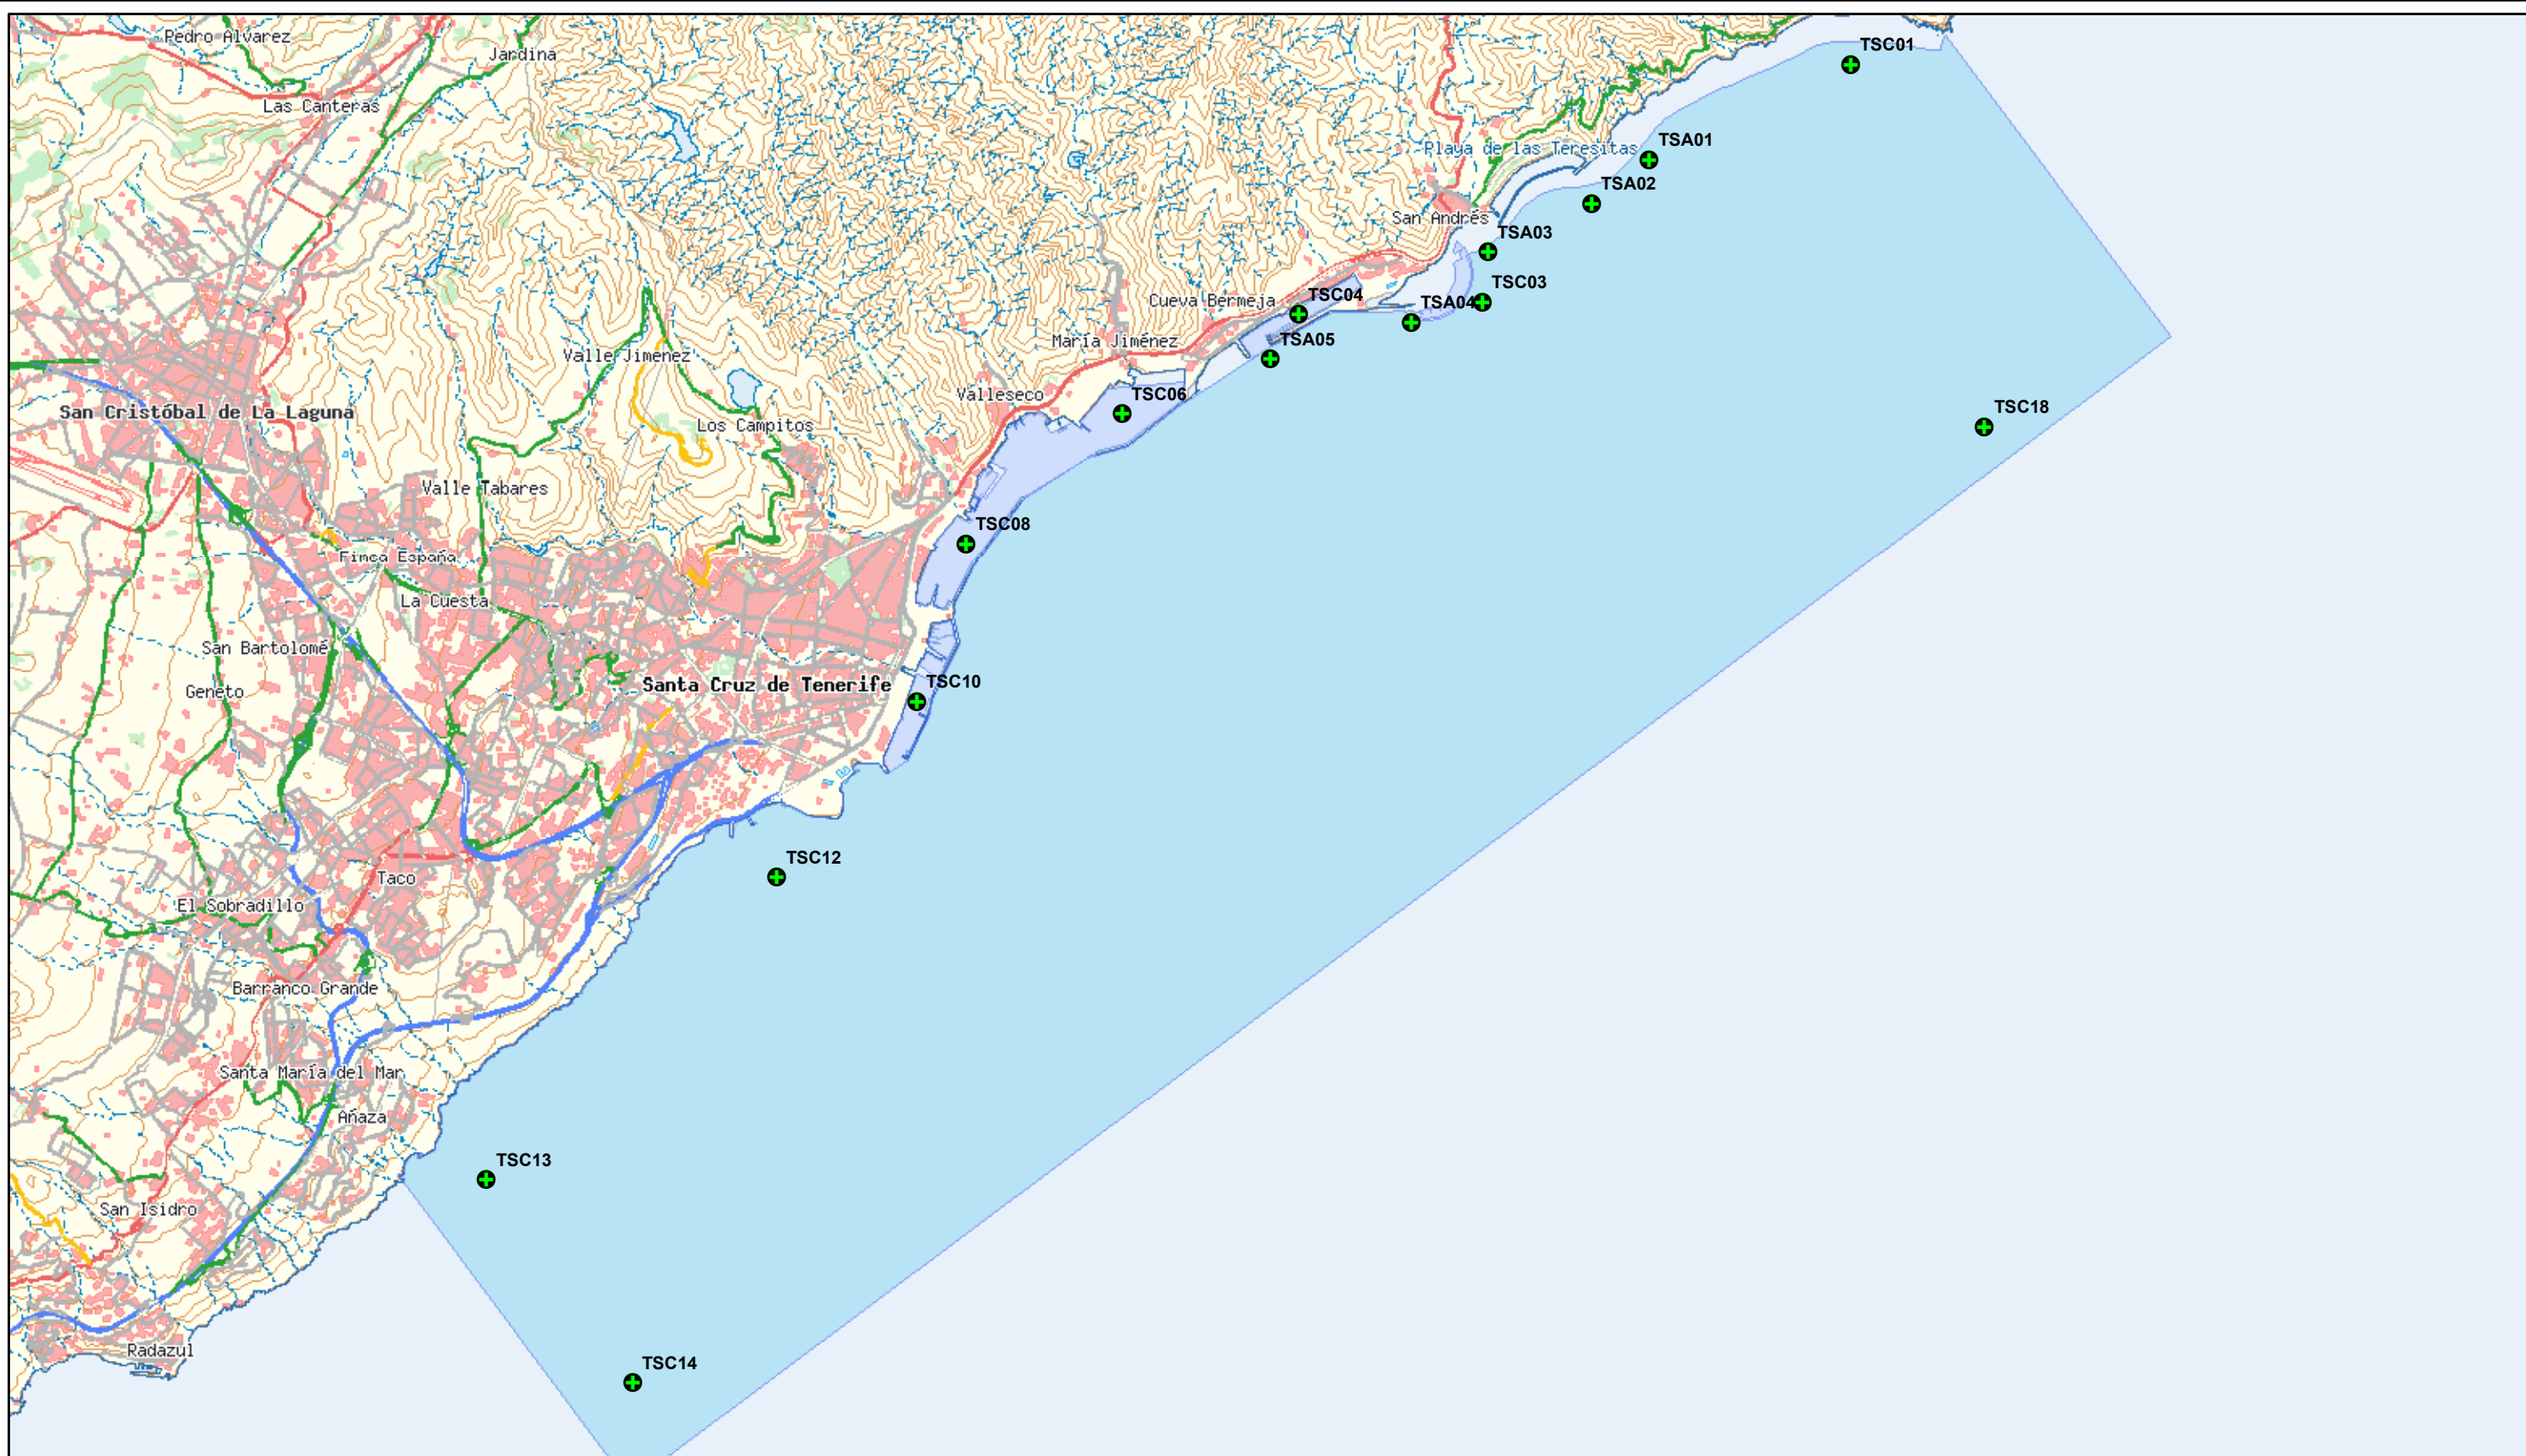 Pedro Álvarez
Jardina
TSC01
Las Canteras
TSA01
Playa de las Teresitas
TSA02
San Andrés
TSA03
TSC03
Cueva Bermeja
TSC04
TSA04
María Jiménez
TSA05
Valle Jimenez
Valleseco
TSC06
TSC18
San Cristóbal de La Laguna
Los Campitos
Valle Tabares
TSC08
Finca España
La Cuesta
San Bartolomé
Geneto
Santa Cruz de Tenerife
TSC10
TSC12
Taco
El Sobradillo
Barranco Grande
Santa María del Mar
Añaza
TSC13
San Isidro
Radazul
TSC14